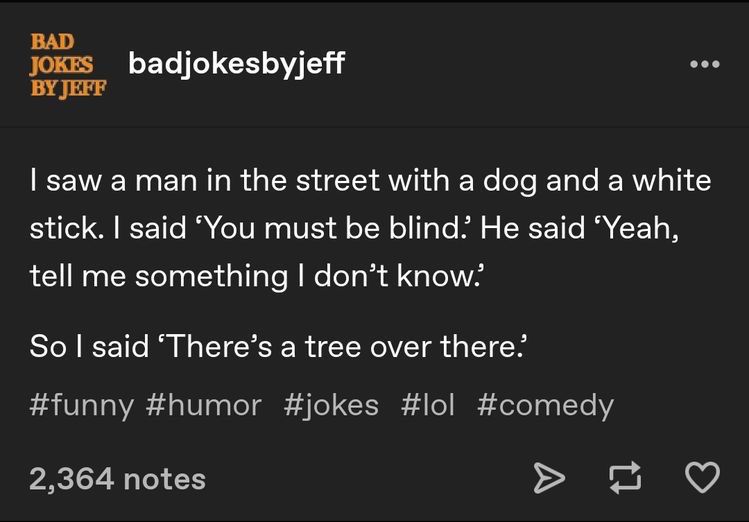 BAD
JOKES
BY JEFF
badjokesbyjeff
I saw a man in the street with a dog and a white
stick. I said ‘You must be blind.’ He said ‘Yeah,
tell me something I don’t know.’
So I said ‘There’s a tree over there.’
#funny #humor #jokes #lol #comedy
2,364 notes